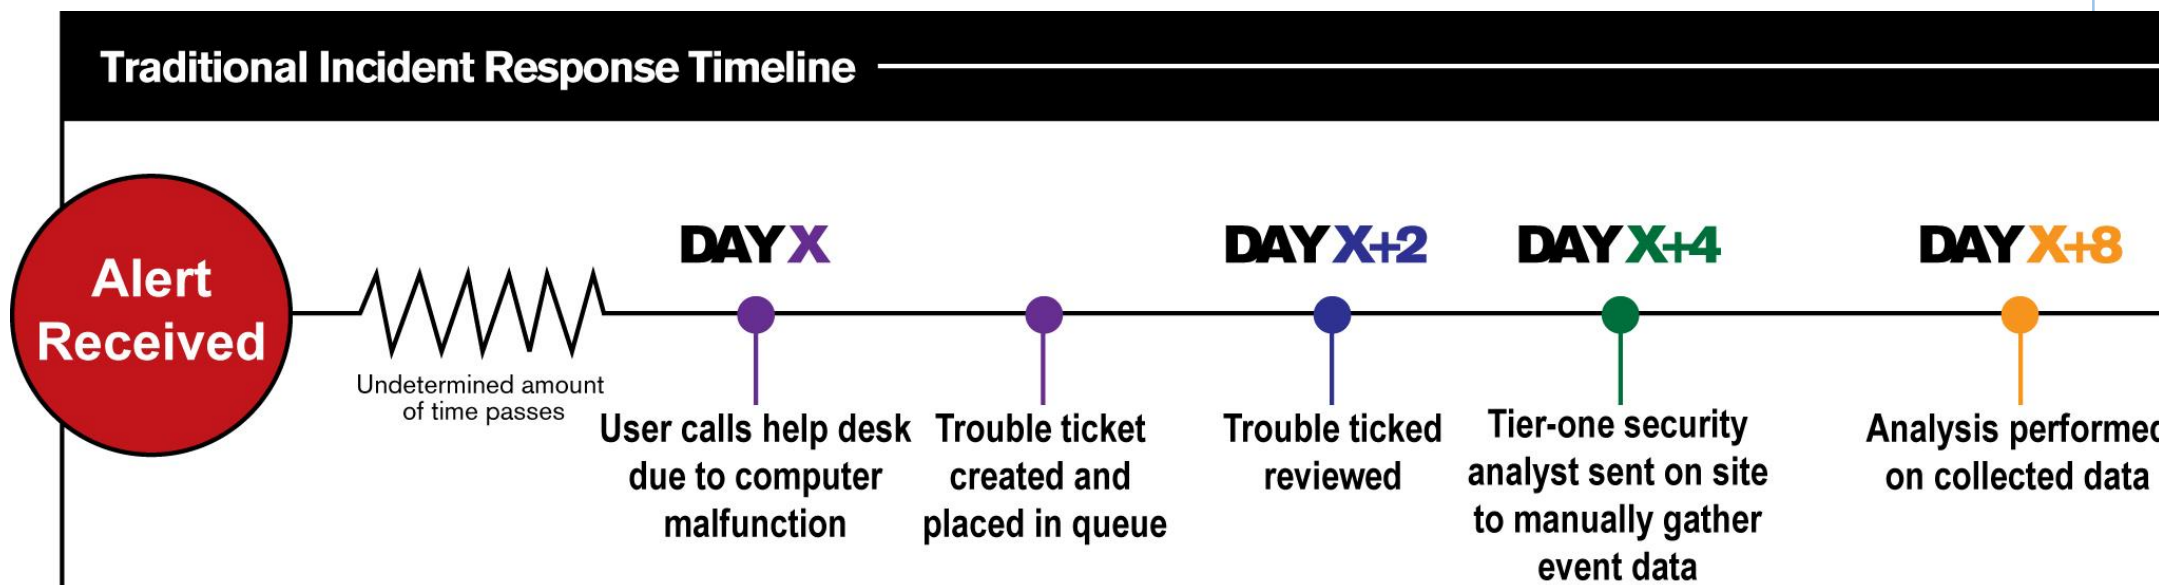 Traditional Incident Response Timeline
Alert
Received
Undetermined amount
of time passes
DAY X
User calls help desk
due to computer
malfunction
Trouble ticket
created and
placed in queue
DAY X+2
Trouble ticked
reviewed
DAY X+4
Tier-one security
analyst sent on site
to manually gather
event data
DAY X+8
Analysis performed
on collected data